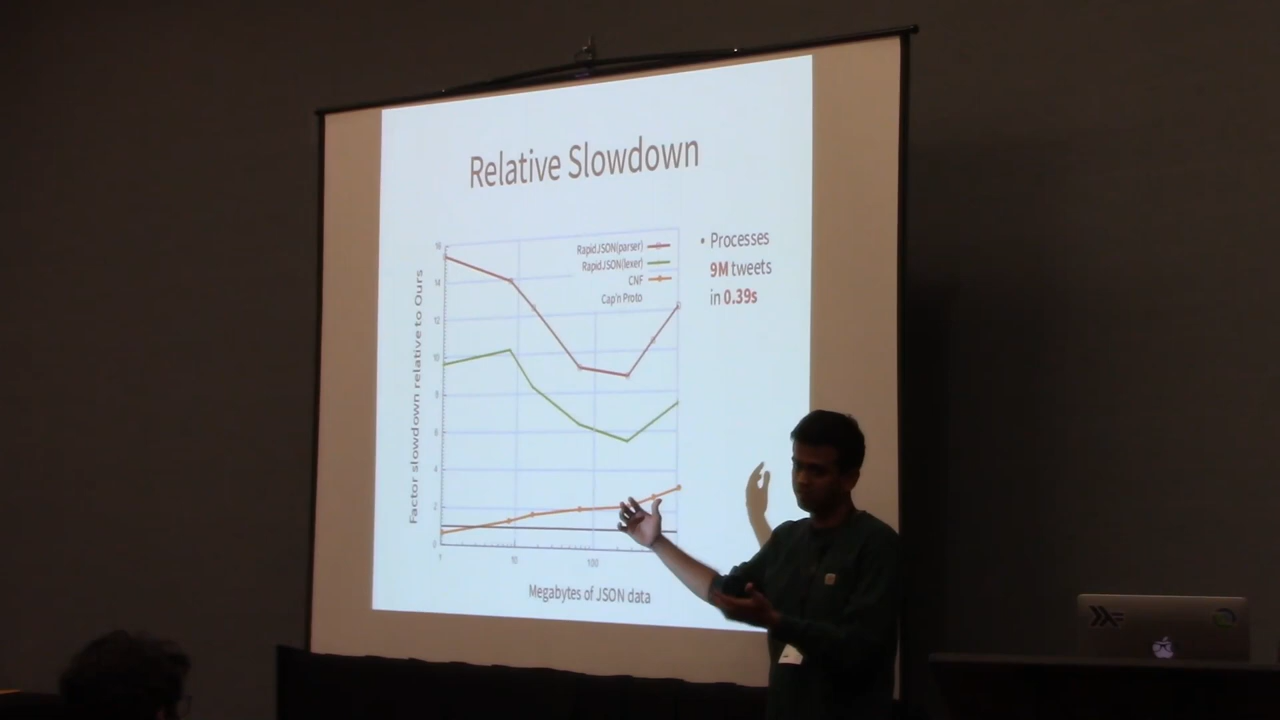 Relative Slowdown
Factor slowdown relative to Ours
16
14
12
10
8
6
4
2
0
RapidJSON(parser)
RapidJSON(lexer)
CNF
Cap'n Proto
1
10
100
Megabytes of JSON data
• Processes
9M tweets
in 0.39s